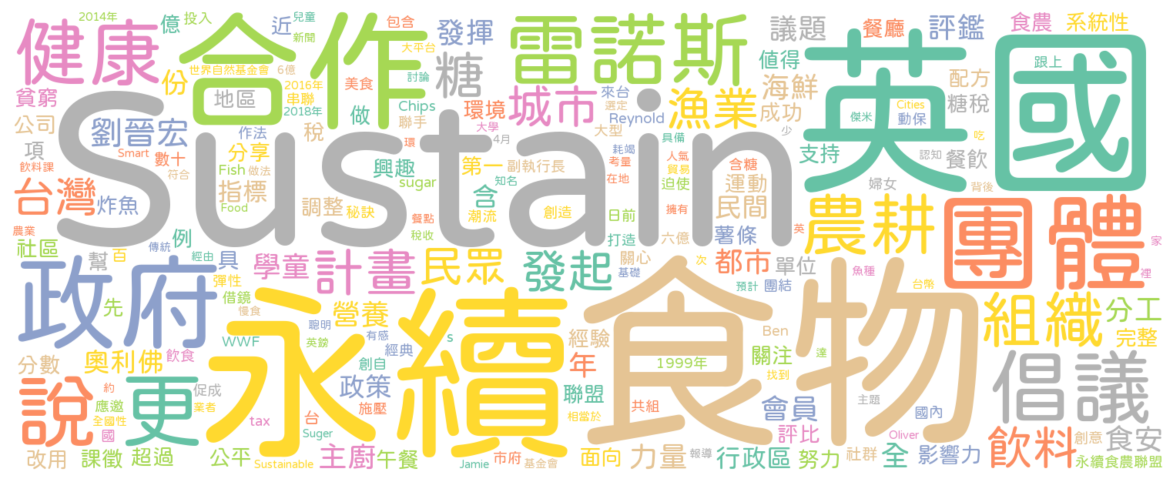 2014年 投入 兒童
億 近 新聞
健康 合作 發揮 雷諾斯 議題 餐廳 評鑑 食農 系統性
包含 大平台 值得 跟上
世界自然基金會 6億 討論
貧窮 份 地區 2016年 串聯 2018年 美食 糖 海鮮 配方
公司 劉晉宏 稅 做 Chips 聯手 環境 城市 來台 選定 Reynold 漁業 成功 英國 傑米 Cities 動保 糖稅
項 作法 環 大學 4月 大型 少 支持 認知 吃 餐飲
飲料課 Smart 數十 分享 Fish 做法 興趣 第一 副執行長 耗竭 考量 具備 人氣 貿易 含糖 運動 婦女 背後
符合 Food 指標 sugar 知名 含 迫使 在地 民間
台灣 炸魚 Sustain 農耕 團體
農業 傳統 例 調整 秘訣 餐點 潮流 創造 日前 擁有 英 家
社區 百 經由 稅收 打造 六億 薯條
幫 具 學童 計畫 民眾 發起 關心 基礎 次 都市 單位 魚種 裡
政府 彈性 借鏡 慢食 預計 團結 台幣
先 永續 食物 組織 分工
營養 聰明 有感 s 經驗 Ben 完整
WWF 英鎊 經典 1999年 關注 達
分數 奧利佛 飲食 創自 年 找到 倡議
說 約 更 促成 政策 聯盟 共組 會員 主題
應邀 業者 施壓 相當於 國內
全國性 國 tax 台 Suger 評比 Oliver 飲料 創意 食安
改用 課徵 超過 公平 Sustainable 主廚 午餐 Jamie 市府 基金會 面向 力量 報導 行政區 努力 社群 全 影響力 永續食農聯盟